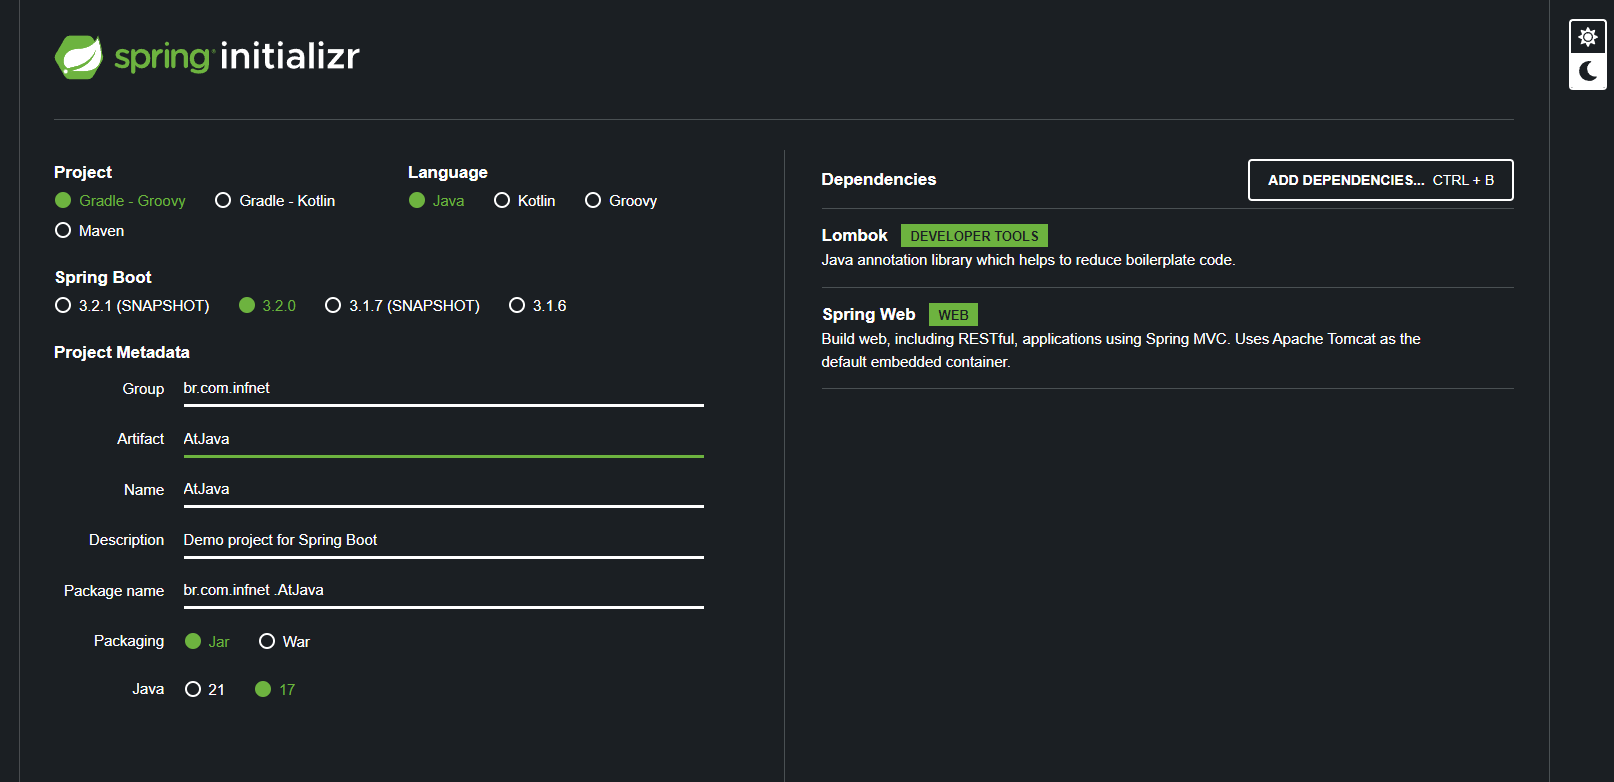 spring initializr
Project
Gradle - Groovy
Gradle - Kotlin
Maven
Language
Java
Kotlin
Groovy
Spring Boot
3.2.1 (SNAPSHOT)
3.2.0
3.1.7 (SNAPSHOT)
3.1.6
Project Metadata
Group br.com.infnet
Artifact AtJava
Name AtJava
Description Demo project for Spring Boot
Package name br.com.infnet .AtJava
Packaging Jar War
Java 21 17
Dependencies
ADD DEPENDENCIES... CTRL + B
Lombok DEVELOPER TOOLS
Java annotation library which helps to reduce boilerplate code.
Spring Web WEB
Build web, including RESTful, applications using Spring MVC. Uses Apache Tomcat as the
default embedded container.